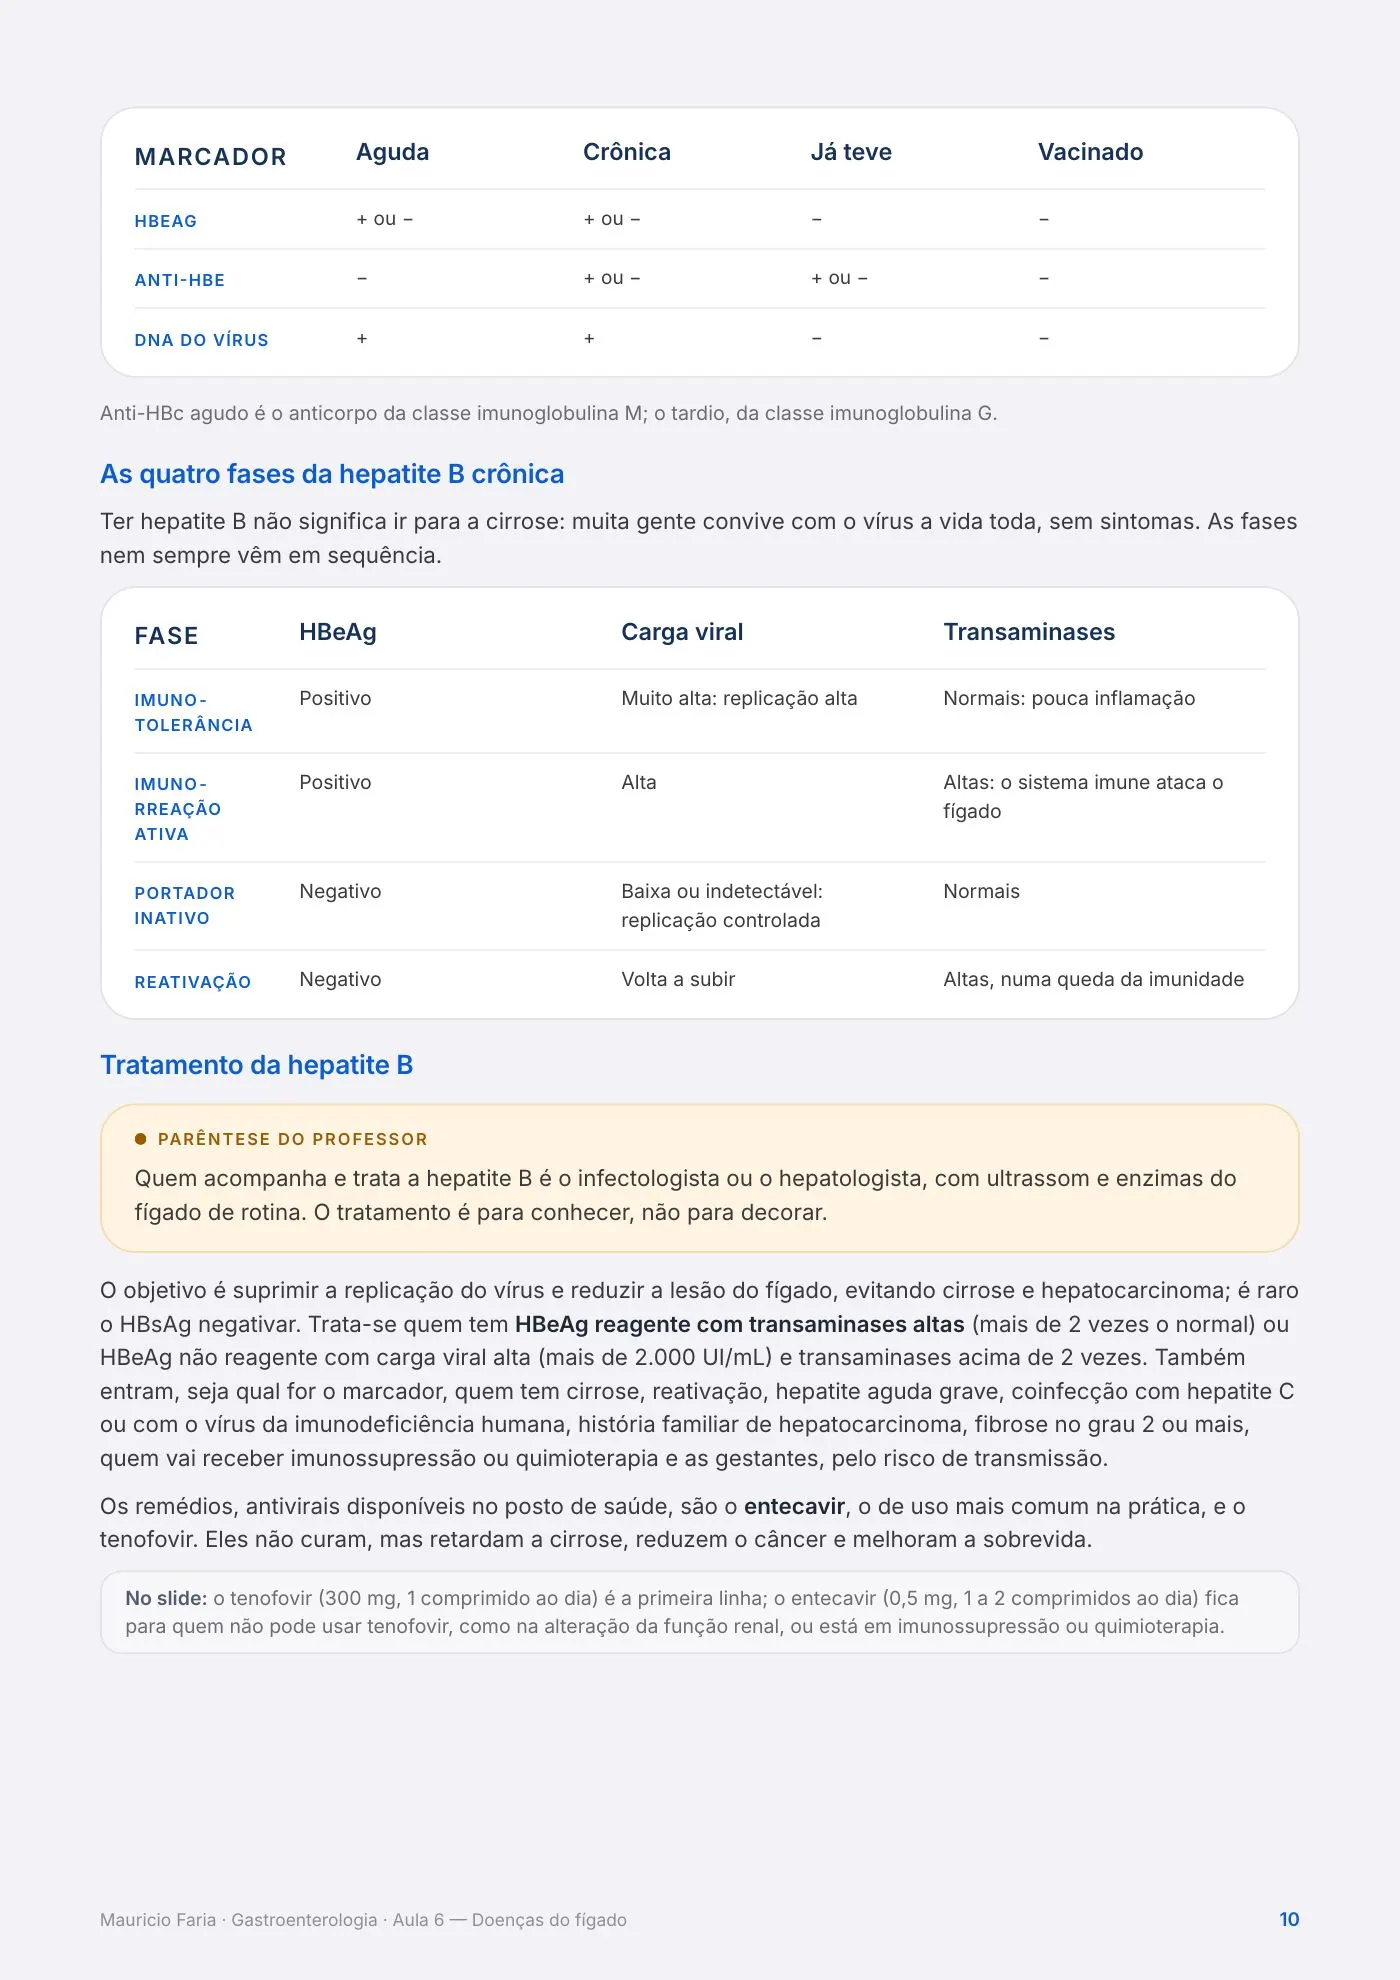 MARCADOR Aguda Crônica Já teve Vacinado
HBEAG + ou − + ou − − −
ANTI-HBE − + ou − + ou − −
DNA DO VÍRUS + + − −
Anti-HBc agudo é o anticorpo da classe imunoglobulina M; o tardio, da classe imunoglobulina G.
As quatro fases da hepatite B crônica
Ter hepatite B não significa ir para a cirrose: muita gente convive com o vírus a vida toda, sem sintomas. As fases
nem sempre vêm em sequência.
FASE HBeAg Carga viral Transaminases
IMUNO- Positivo Muito alta: replicação alta Normais: pouca inflamação
TOLERÂNCIA
IMUNO- Positivo Alta Altas: o sistema imune ataca o
RREAÇÃO fígado
ATIVA
PORTADOR Negativo Baixa ou indetectável: Normais
INATIVO replicação controlada
REATIVAÇÃO Negativo Volta a subir Altas, numa queda da imunidade
Tratamento da hepatite B
● PARÊNTESE DO PROFESSOR
Quem acompanha e trata a hepatite B é o infectologista ou o hepatologista, com ultrassom e enzimas do
fígado de rotina. O tratamento é para conhecer, não para decorar.
O objetivo é suprimir a replicação do vírus e reduzir a lesão do fígado, evitando cirrose e hepatocarcinoma; é raro
o HBsAg negativar. Trata-se quem tem HBeAg reagente com transaminases altas (mais de 2 vezes o normal) ou
HBeAg não reagente com carga viral alta (mais de 2.000 UI/mL) e transaminases acima de 2 vezes. Também
entram, seja qual for o marcador, quem tem cirrose, reativação, hepatite aguda grave, coinfecção com hepatite C
ou com o vírus da imunodeficiência humana, história familiar de hepatocarcinoma, fibrose no grau 2 ou mais,
quem vai receber imunossupressão ou quimioterapia e as gestantes, pelo risco de transmissão.
Os remédios, antivirais disponíveis no posto de saúde, são o entecavir, o de uso mais comum na prática, e o
tenofovir. Eles não curam, mas retardam a cirrose, reduzem o câncer e melhoram a sobrevida.
No slide: o tenofovir (300 mg, 1 comprimido ao dia) é a primeira linha; o entecavir (0,5 mg, 1 a 2 comprimidos ao dia) fica
para quem não pode usar tenofovir, como na alteração da função renal, ou está em imunossupressão ou quimioterapia.
Mauricio Faria · Gastroenterologia · Aula 6 — Doenças do fígado 10